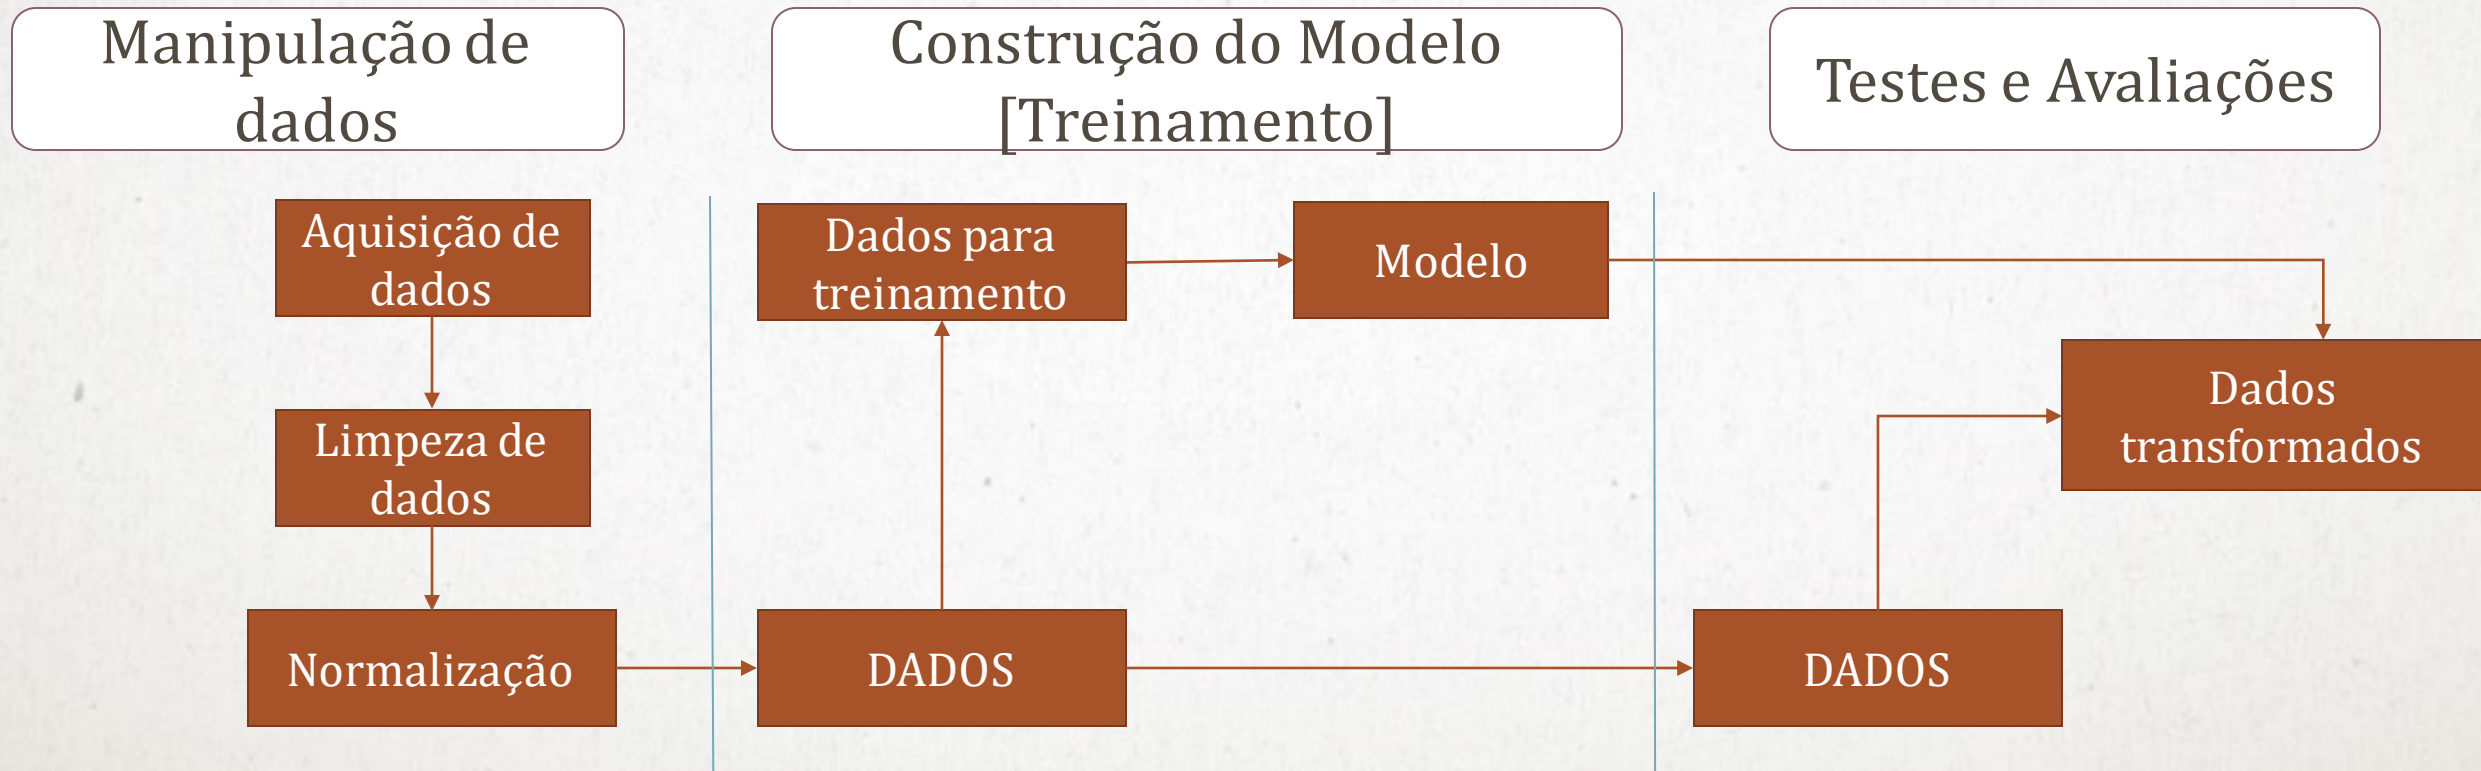 Manipulação de
dados
Construção do Modelo
[Treinamento]
Testes e Avaliações
Aquisição de
dados
Dados para
treinamento
Modelo
Limpeza de
dados
Dados
transformados
Normalização
DADOS
DADOS